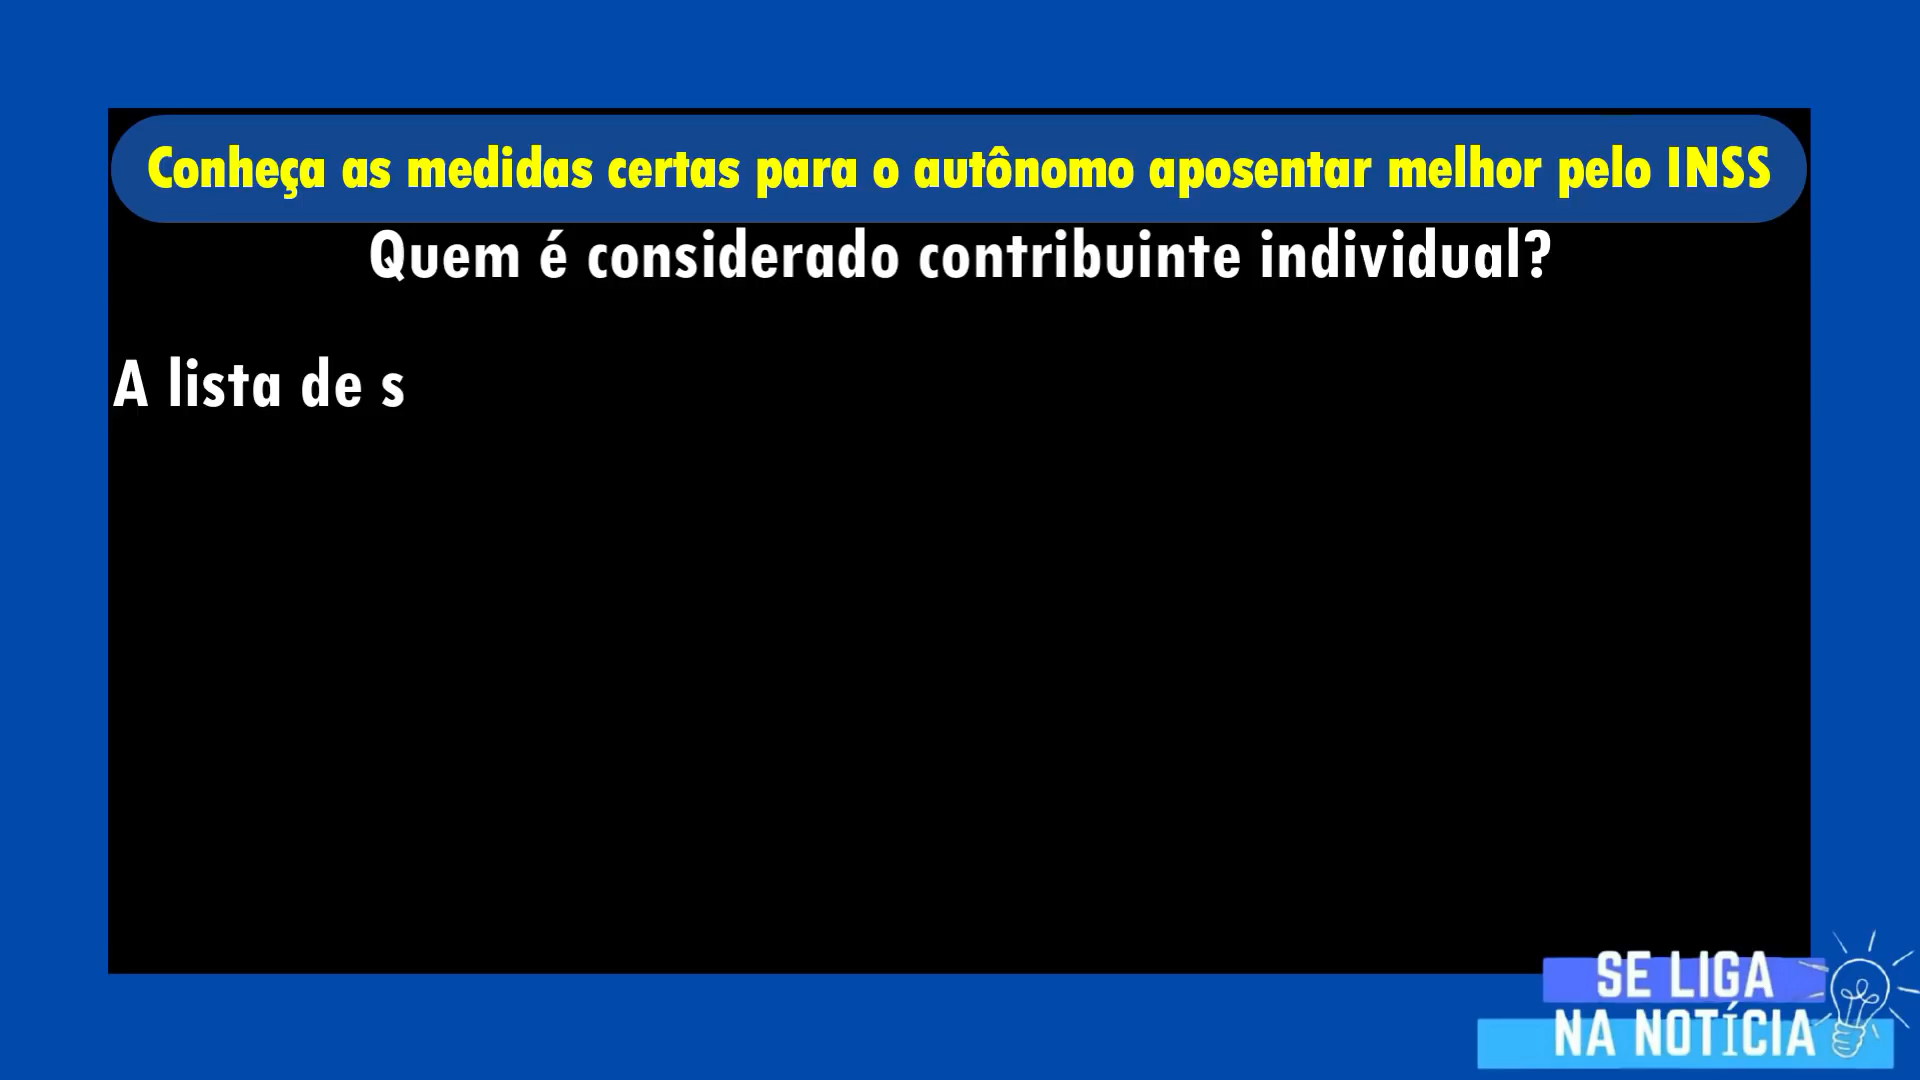 Conheça as medidas certas para o autônomo aposentar melhor pelo INSS
Quem é considerado contribuinte individual?
A lista de s
SE LIGA
NA NOTÍCIA